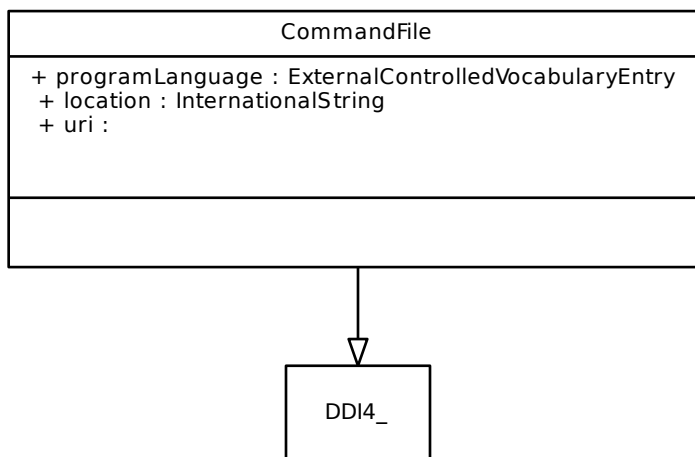 CommandFile
+ programLanguage : ExternalControlledVocabularyEntry
+ location : InternationalString
+ uri :
DDI4_